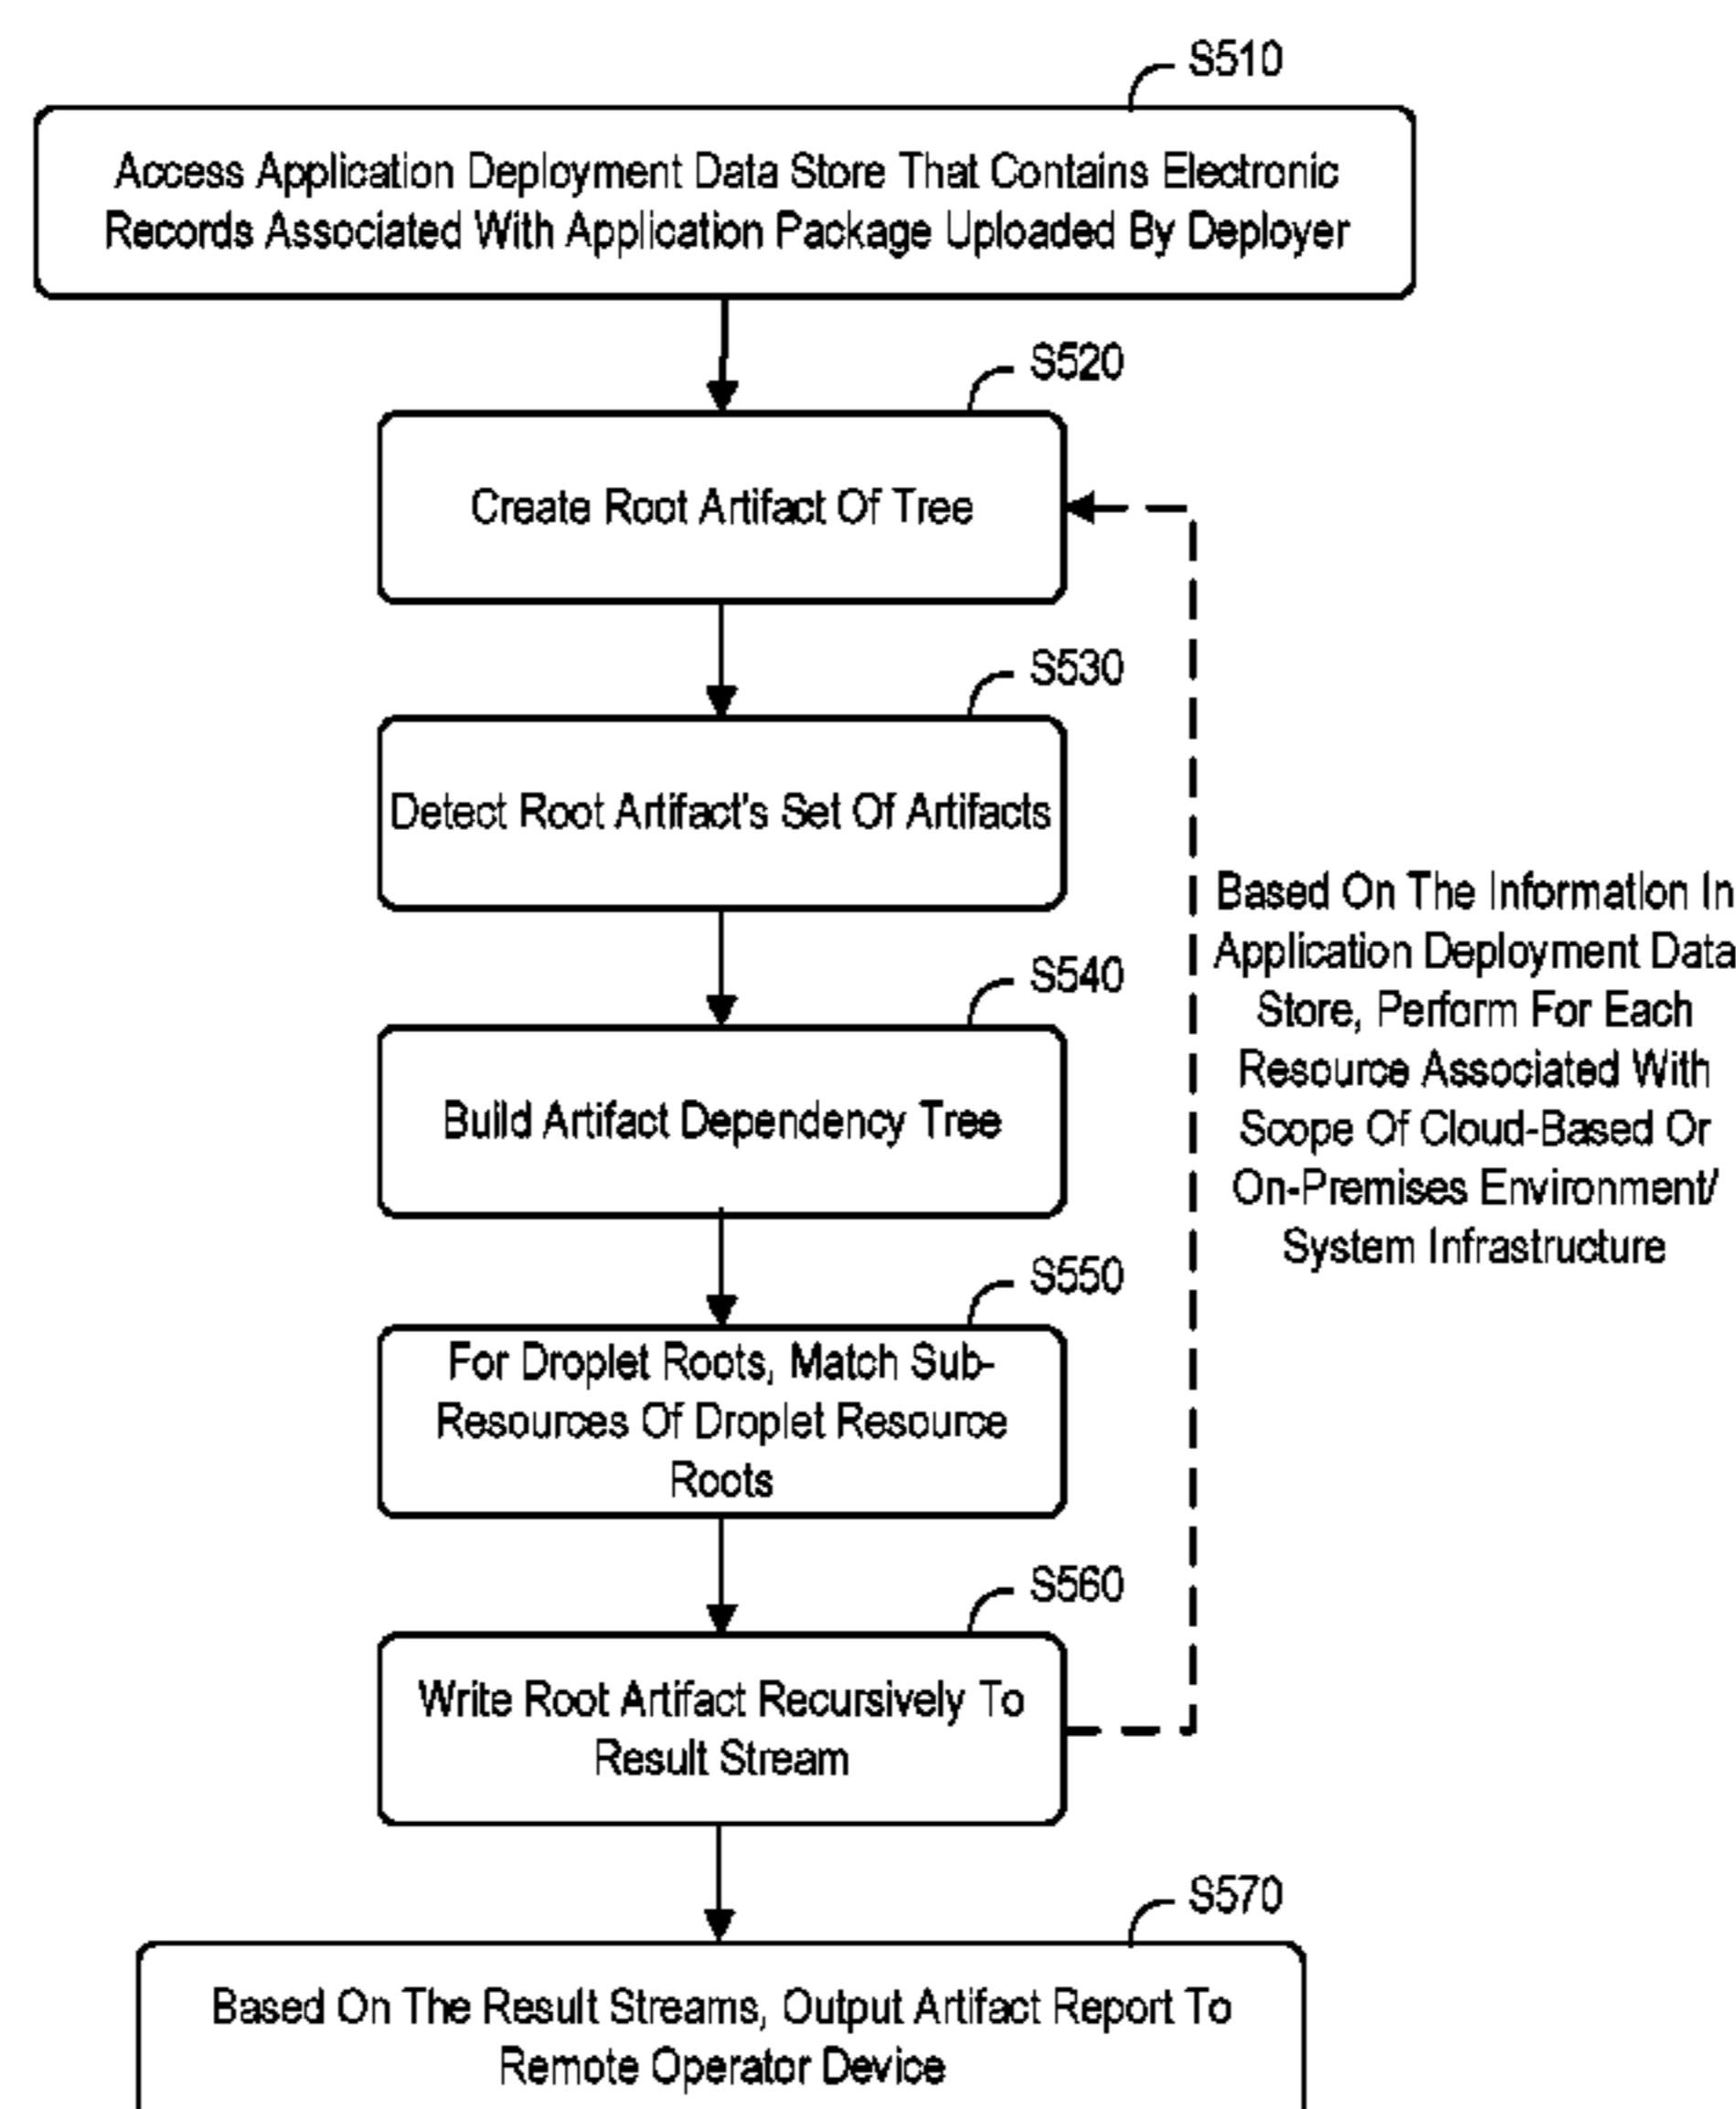 S510
Access Application Deployment Data Store That Contains Electronic
Records Associated With Application Package Uploaded By Deployer
S520
Create Root Artifact Of Tree
S530
Detect Root Artifact's Set Of Artifacts
S540
Build Artifact Dependency Tree
Based On The Information In
Application Deployment Data
Store, Perform For Each
Resource Associated With
Scope Of Cloud-Based Or
On-Premises Environment/
System Infrastructure
S550
For Droplet Roots, Match Sub-
Resources Of Droplet Resource
Roots
S560
Write Root Artifact Recursively To
Result Stream
S570
Based On The Result Streams, Output Artifact Report To
Remote Operator Device